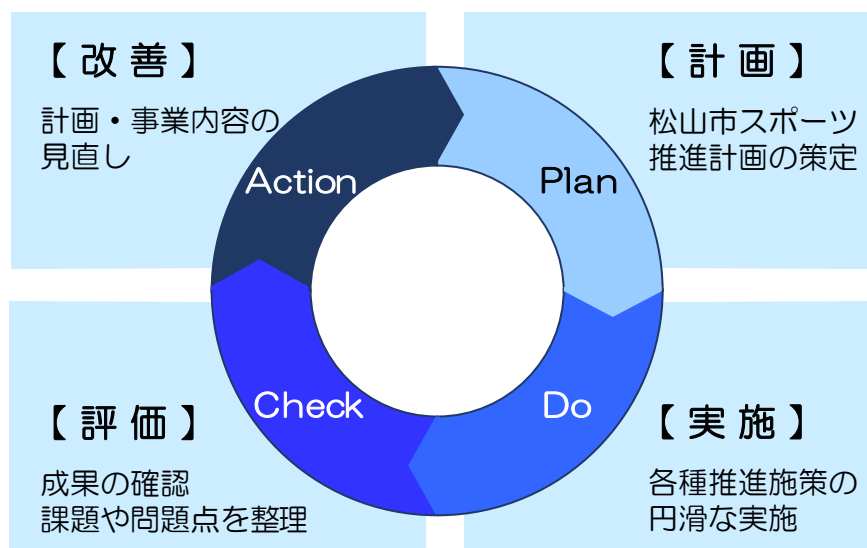 【改善】
計画・事業内容の
見直し
Action
【計画】
松山市スポーツ
推進計画の策定
Plan
【評価】
成果の確認
課題や問題点を整理
Check
【実施】
各種推進施策の
円滑な実施
Do